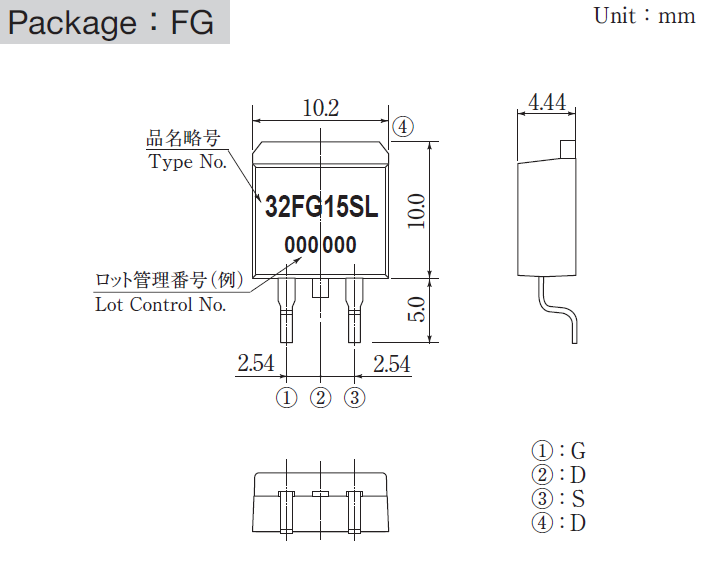 Package：FG
Unit：mm
10.2
④
4.44
品名略号
Type No.
32FG15SL
000000
10.0
ロット管理番号（例）
Lot Control No.
5.0
2.54
2.54
① ② ③
①：G
②：D
③：S
④：D